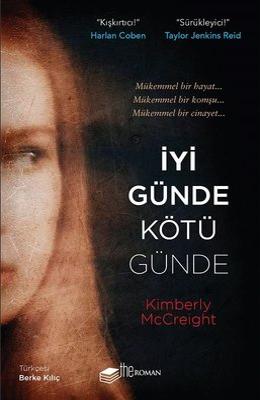 "Kışkırtıcı!"
Harlan Coben
"Sürükleyici!"
Taylor Jenkins Reid
Mükemmel bir hayat...
Mükemmel bir komşu...
Mükemmel bir cinayet...
İYİ
GÜNDE
KÖTÜ
GÜNDE
Kimberly
McCreight
Türkçesi
Berke Kılıç
the ROMAN